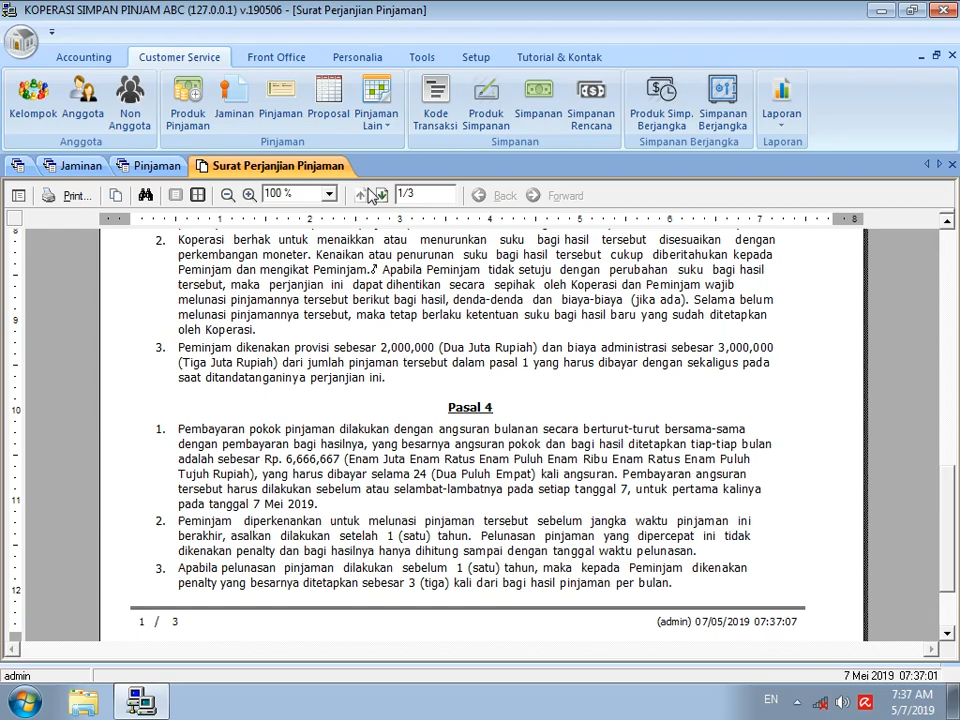 KOPERASI SIMPAN PINJAM ABC (127.0.0.1) v.190506 - [Surat Perjanjian Pinjaman]
Accounting Customer Service Front Office Personalia Tools Setup Tutorial & Kontak
Kelompok Anggota Non Anggota Produk Pinjaman Jaminan Pinjaman Proposal Pinjaman Lain Kode Transaksi Produk Simpanan Simpanan Simpanan Rencana Produk Simp. Berjangka Simpanan Berjangka Laporan
Anggota Pinjaman Simpanan Simpanan Berjangka Laporan
Jaminan Pinjaman Surat Perjanjian Pinjaman
Print... 100 % 1/3 Back Forward
1 2 3 4 5 6 7 8
2. Koperasi berhak untuk menaikkan atau menurunkan suku bagi hasil tersebut disesuaikan dengan
perkembangan moneter. Kenaikan atau penurunan suku bagi hasil tersebut cukup diberitahukan kepada
Peminjam dan mengikat Peminjam. Apabila Peminjam tidak setuju dengan perubahan suku bagi hasil
tersebut, maka perjanjian ini dapat dihentikan secara sepihak oleh Koperasi dan Peminjam wajib
melunasi pinjamannya tersebut berikut bagi hasil, denda-denda dan biaya-biaya (jika ada). Selama belum
9
melunasi pinjamannya tersebut, maka tetap berlaku ketentuan suku bagi hasil baru yang sudah ditetapkan
oleh Koperasi.
3. Peminjam dikenakan provisi sebesar 2,000,000 (Dua Juta Rupiah) dan biaya administrasi sebesar 3,000,000
(Tiga Juta Rupiah) dari jumlah pinjaman tersebut dalam pasal 1 yang harus dibayar dengan sekaligus pada
saat ditandatanganinya perjanjian ini.
10
Pasal 4
1. Pembayaran pokok pinjaman dilakukan dengan angsuran bulanan secara berturut-turut bersama-sama
dengan pembayaran bagi hasilnya, yang besarnya angsuran pokok dan bagi hasil ditetapkan tiap-tiap bulan
adalah sebesar Rp. 6,666,667 (Enam Juta Enam Ratus Enam Puluh Enam Ribu Enam Ratus Enam Puluh
Tujuh Rupiah), yang harus dibayar selama 24 (Dua Puluh Empat) kali angsuran. Pembayaran angsuran
tersebut harus dilakukan sebelum atau selambat-lambatnya pada setiap tanggal 7, untuk pertama kalinya
11
pada tanggal 7 Mei 2019.
2. Peminjam diperkenankan untuk melunasi pinjaman tersebut sebelum jangka waktu pinjaman ini
berakhir, asalkan dilakukan setelah 1 (satu) tahun. Pelunasan pinjaman yang dipercepat ini tidak
dikenakan penalty dan bagi hasilnya hanya dihitung sampai dengan tanggal waktu pelunasan.
3. Apabila pelunasan pinjaman dilakukan sebelum 1 (satu) tahun, maka kepada Peminjam dikenakan
penalty yang besarnya ditetapkan sebesar 3 (tiga) kali dari bagi hasil pinjaman per bulan.
12
1 / 3 (admin) 07/05/2019 07:37:07
admin 7 Mei 2019 07:37:01
EN 7:37 AM
5/7/2019